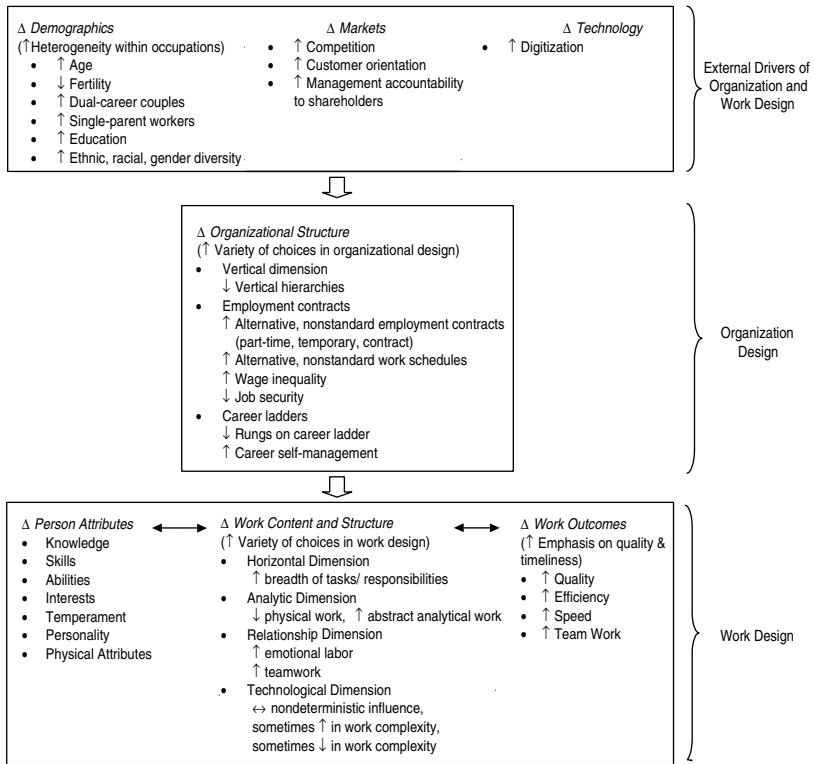 Δ Demographics
(↑Heterogeneity within occupations)
• ↑ Age
• ↓ Fertility
• ↑ Dual-career couples
• ↑ Single-parent workers
• ↑ Education
• ↑ Ethnic, racial, gender diversity
Δ Markets
• ↑ Competition
• ↑ Customer orientation
• ↑ Management accountability
to shareholders
Δ Technology
• ↑ Digitization
External Drivers of
Organization and
Work Design
Δ Organizational Structure
(↑ Variety of choices in organizational design)
• Vertical dimension
↓ Vertical hierarchies
• Employment contracts
↑ Alternative, nonstandard employment contracts
(part-time, temporary, contract)
↑ Alternative, nonstandard work schedules
↑ Wage inequality
↓ Job security
• Career ladders
↓ Rungs on career ladder
↑ Career self-management
Organization
Design
Δ Person Attributes
• Knowledge
• Skills
• Abilities
• Interests
• Temperament
• Personality
• Physical Attributes
Δ Work Content and Structure
(↑ Variety of choices in work design)
• Horizontal Dimension
↑ breadth of tasks/ responsibilities
• Analytic Dimension
↓ physical work, ↑ abstract analytical work
• Relationship Dimension
↑ emotional labor
↑ teamwork
• Technological Dimension
↔ nondeterministic influence,
sometimes ↑ in work complexity,
sometimes ↓ in work complexity
Δ Work Outcomes
(↑ Emphasis on quality &
timeliness)
• ↑ Quality
• ↑ Efficiency
• ↑ Speed
• ↑ Team Work
Work Design